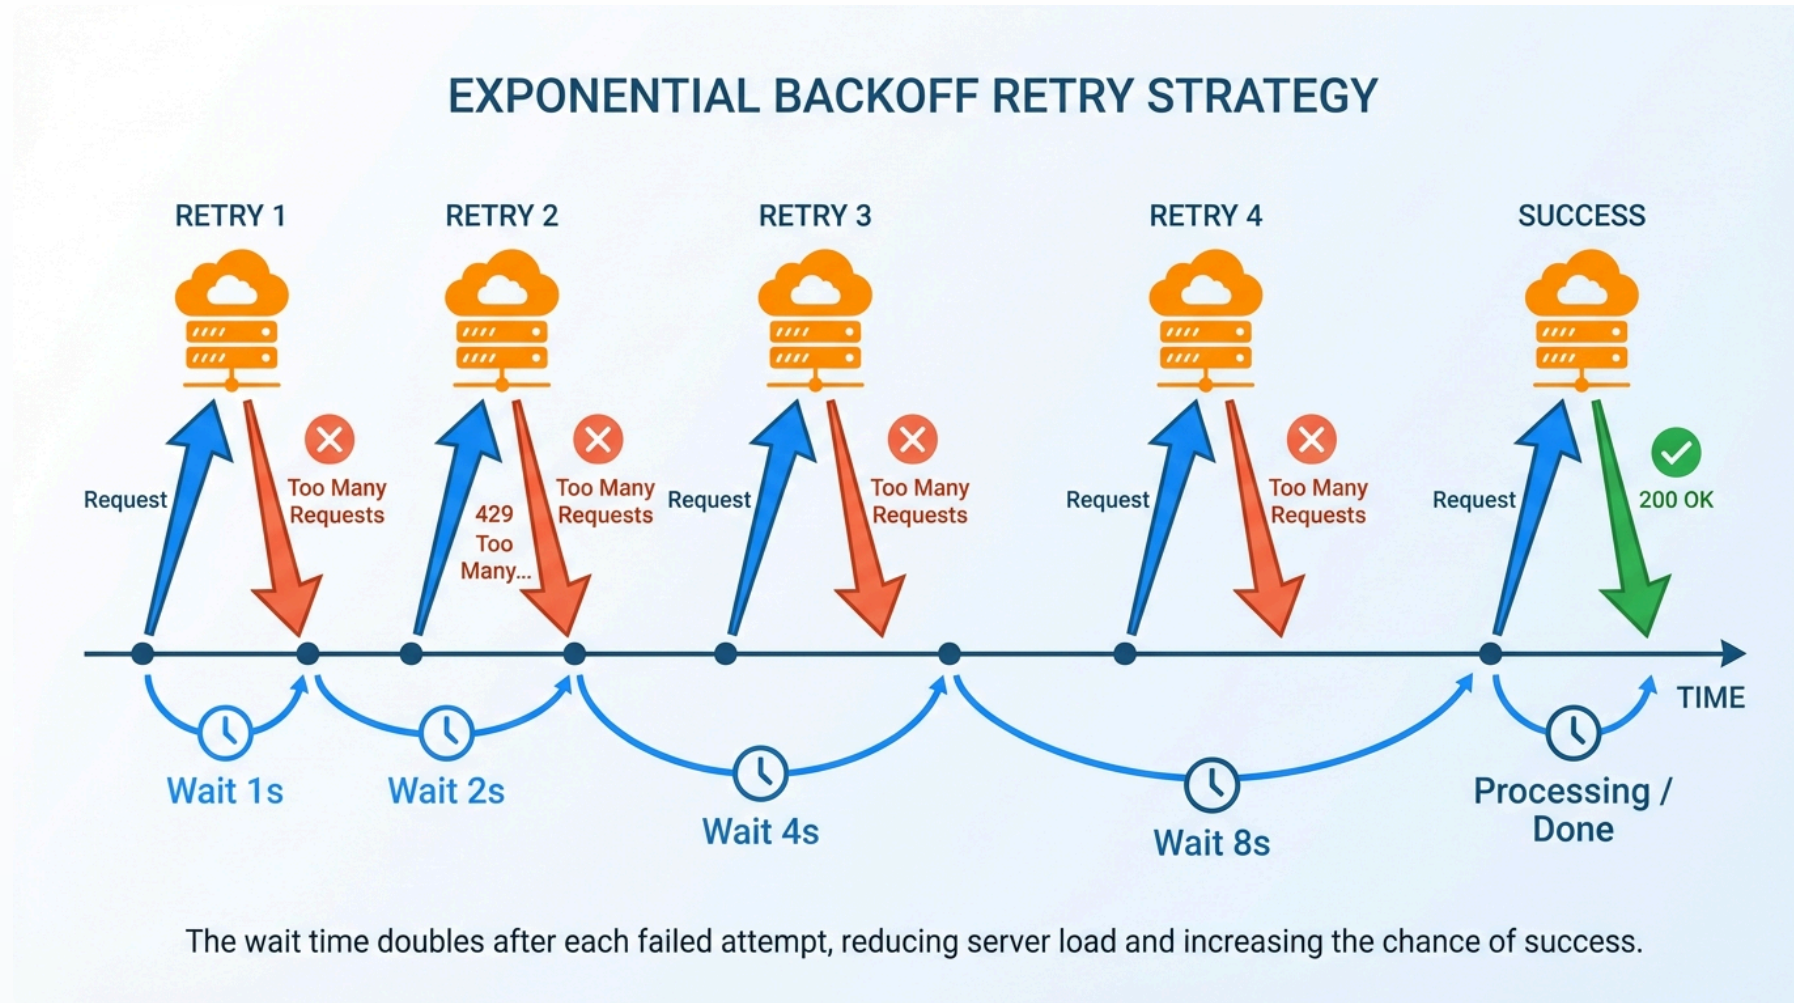 EXPONENTIAL BACKOFF RETRY STRATEGY
RETRY 1
RETRY 2
RETRY 3
RETRY 4
SUCCESS
Request
Too Many
Requests
429
Too
Many...
Too Many
Requests
Request
Too Many
Requests
Request
Too Many
Requests
Request
200 OK
TIME
Wait 1s
Wait 2s
Wait 4s
Wait 8s
Processing /
Done
The wait time doubles after each failed attempt, reducing server load and increasing the chance of success.